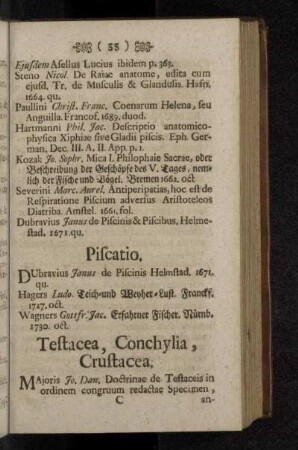 ( 55 )
Ejusdem Asellus Lucius ibidem p. 363.
Steno Nicol. De Raiae anatome, edita cum
ejusd. Tr. de Musculis & Glandulis. Hafn.
1664. qu.
Paullini Christ. Franc. Coenarum Helena, seu
Anguilla. Francof. 1689. duod.
Hartmanni Phil. Jac. Descriptio anatomico-
physica Xiphiae sive Gladii piscis. Eph. Ger-
man. Dec. III. A. II. App. p. 1.
Kozak Jo. Sophr. Mica I. Philophaie Sacrae, oder
Beschreibung der Geschöpfe des V. Tages, nem-
lich der Fische und Vögel. Bremen 1662. oct
Severini Marc. Aurel. Antiperipatias, hoc est de
Respiratione Piscium adversus Aristoteleos
Diatriba. Amstel. 1661. fol.
Dubravius Janus de Piscinis & Piscibus, Helme-
stad. 1671. qu.
Piscatio.
DUbravius Janus de Piscinis Helmstad. 1671.
qu.
Hagers Ludo. Teich-und Weyher-Lust. Franckf.
1727. oct.
Wagners Gottfr. Jac. Erfahrner Fischer. Nürnb.
1730. oct.
Testacea, Conchylia,
Crustacea.
MAjoris Jo. Dan. Doctrinae de Testaceis in
ordinem congruum redactae Specimen,
C an-